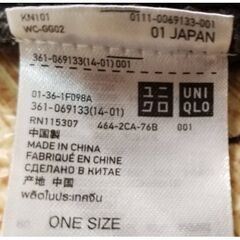 KN101
WC-GG02
0111-0069133-001
01 JAPAN
361-069133(14-01) 001
361-069133(14-01)
01-36-1F098A
RN115307 464-2CA-76B 001
ユニクロ
UNI
QLO
中国製
MADE IN CHINA
FABRIQUÉ EN CHINE
СДЕЛАНО В КИТАЕ
产地 中国
ผลิตในประเทศจีน
ONE SIZE